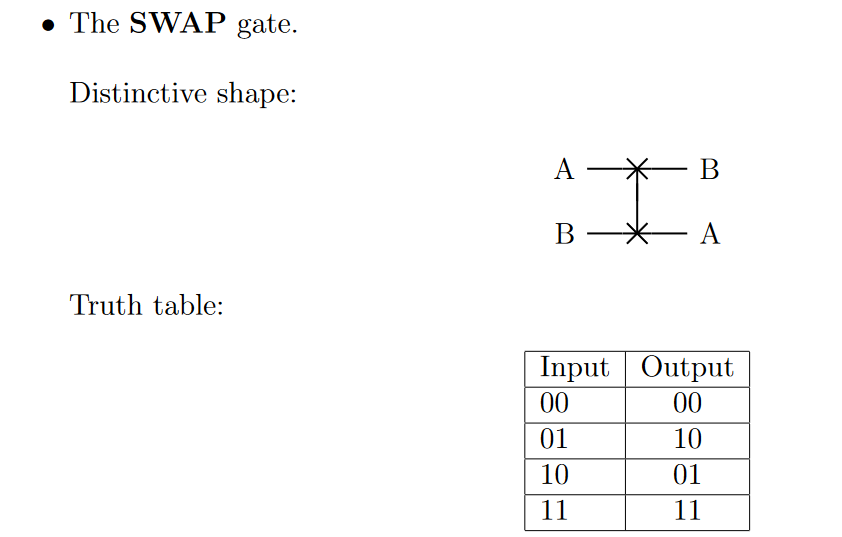 • The SWAP gate.
Distinctive shape:
A B
B A
Truth table:
Input Output
00 00
01 10
10 01
11 11